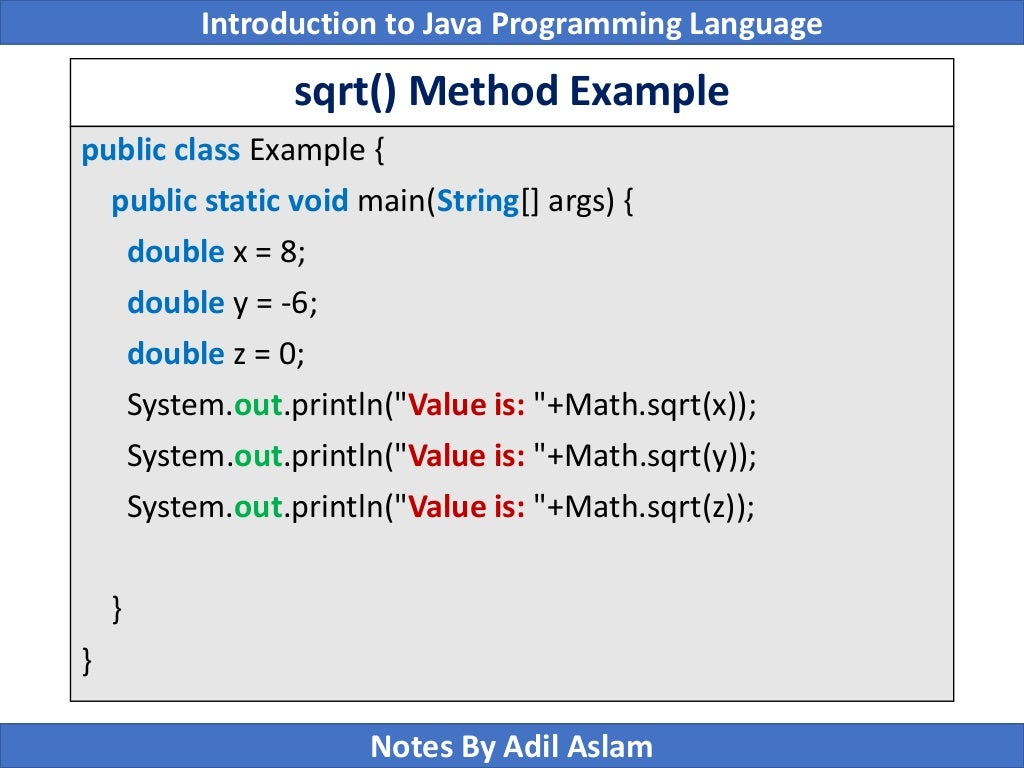 Introduction to Java Programming Language
sqrt() Method Example
public class Example {
public static void main(String[] args) {
double x = 8;
double y = -6;
double z = 0;
System.out.println("Value is: "+Math.sqrt(x));
System.out.println("Value is: "+Math.sqrt(y));
System.out.println("Value is: "+Math.sqrt(z));
}
}
Notes By Adil Aslam